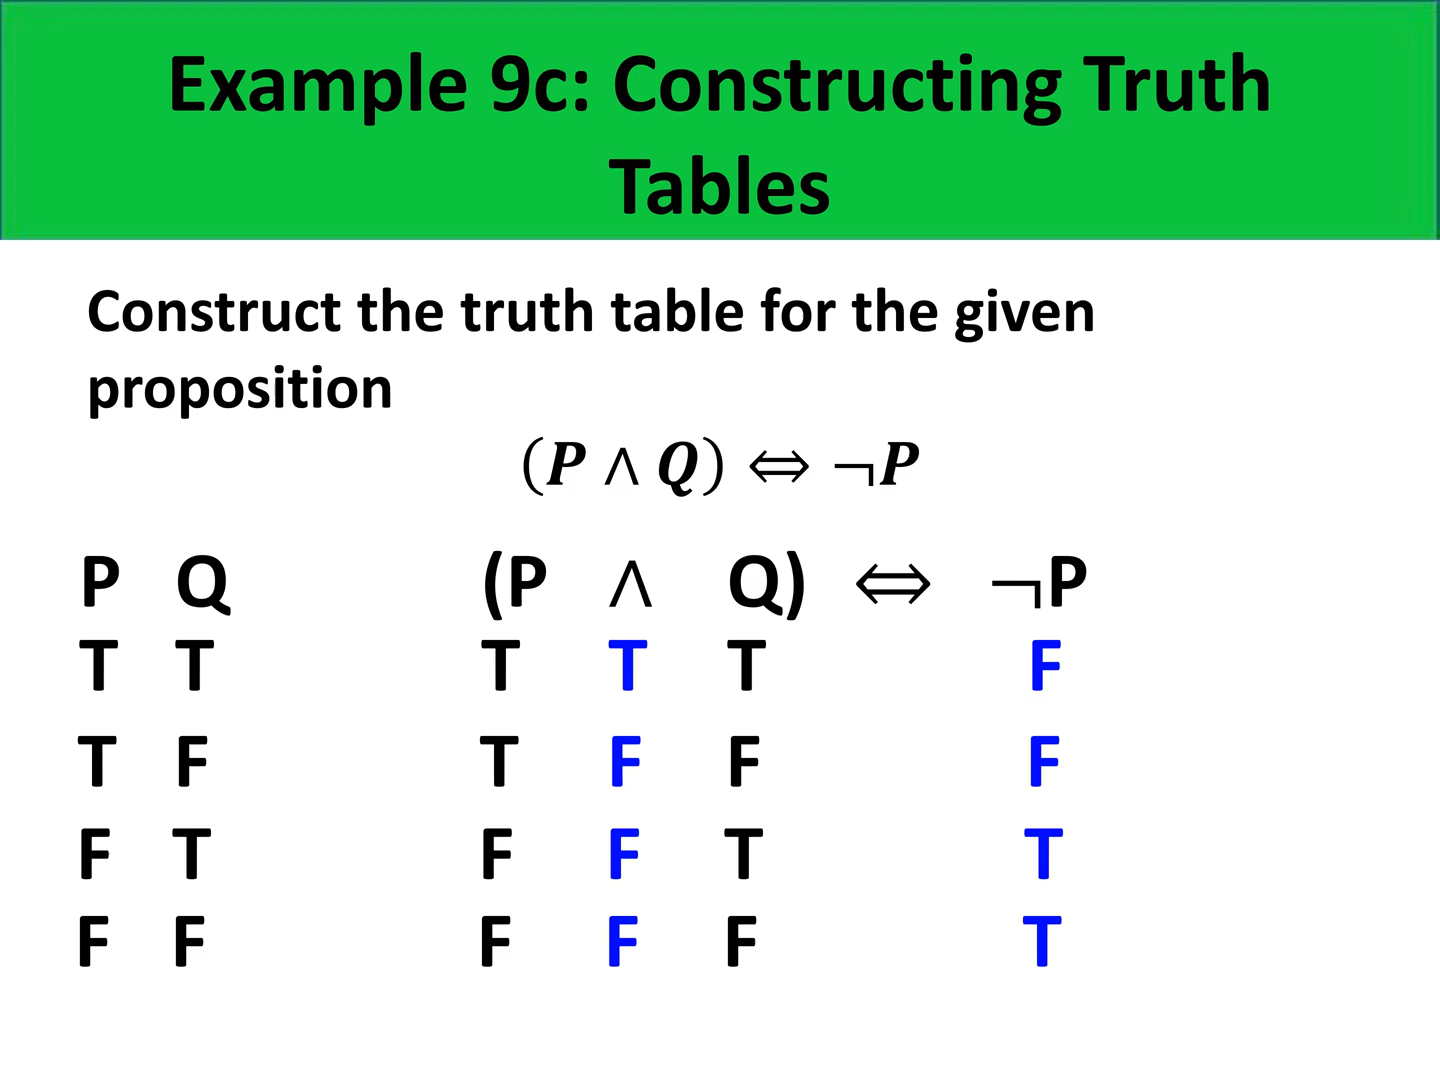 Example 9c: Constructing Truth
Tables
Construct the truth table for the given
proposition
(P ∧ Q) ⇔ ¬P
P Q (P ∧ Q) ⇔ ¬P
T T T T T F
T F T F F F
F T F F T T
F F F F F T